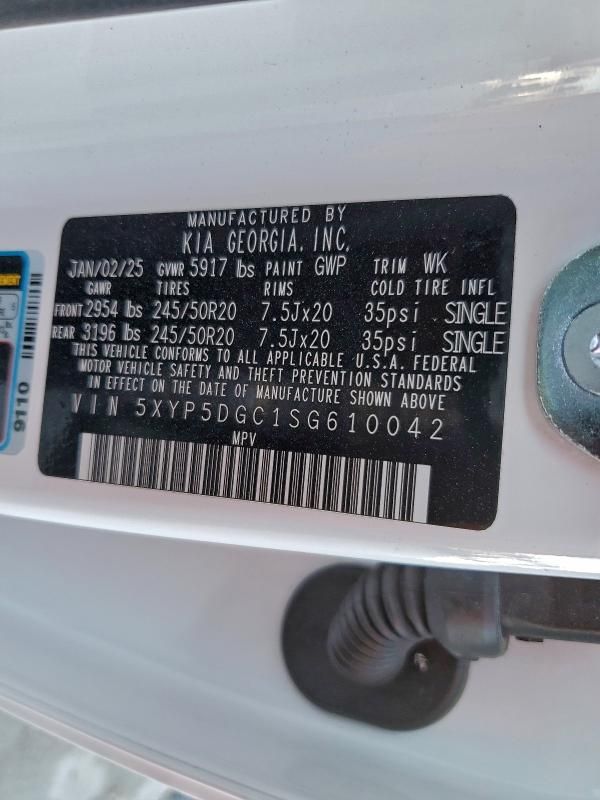 MANUFACTURED BY
KIA GEORGIA, INC.
JAN/02/25 GVWR 5917 lbs PAINT GWP TRIM WK
GAWR TIRES RIMS COLD TIRE INFL
FRONT 2954 lbs 245/50R20 7.5Jx20 35psi SINGLE
REAR 3196 lbs 245/50R20 7.5Jx20 35psi SINGLE
THIS VEHICLE CONFORMS TO ALL APPLICABLE U.S.A. FEDERAL
MOTOR VEHICLE SAFETY AND THEFT PREVENTION STANDARDS
IN EFFECT ON THE DATE OF MANUFACTURE SHOWN ABOVE
VIN 5XYP5DGC1SG610042
MPV
9110